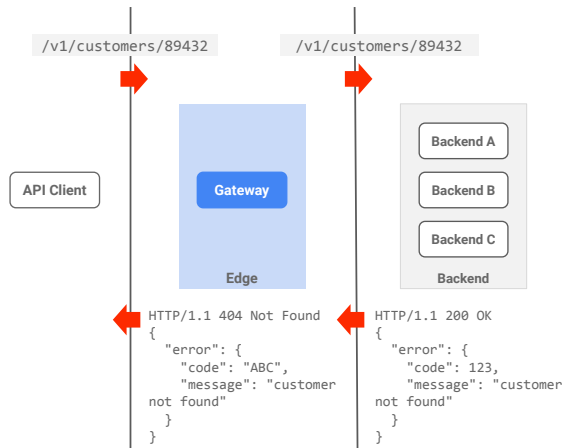 /v1/customers/89432
/v1/customers/89432
API Client
Gateway
Edge
Backend A
Backend B
Backend C
Backend
HTTP/1.1 404 Not Found
{
  "error": {
    "code": "ABC",
    "message": "customer
not found"
  }
}
HTTP/1.1 200 OK
{
  "error": {
    "code": 123,
    "message": "customer
not found"
  }
}